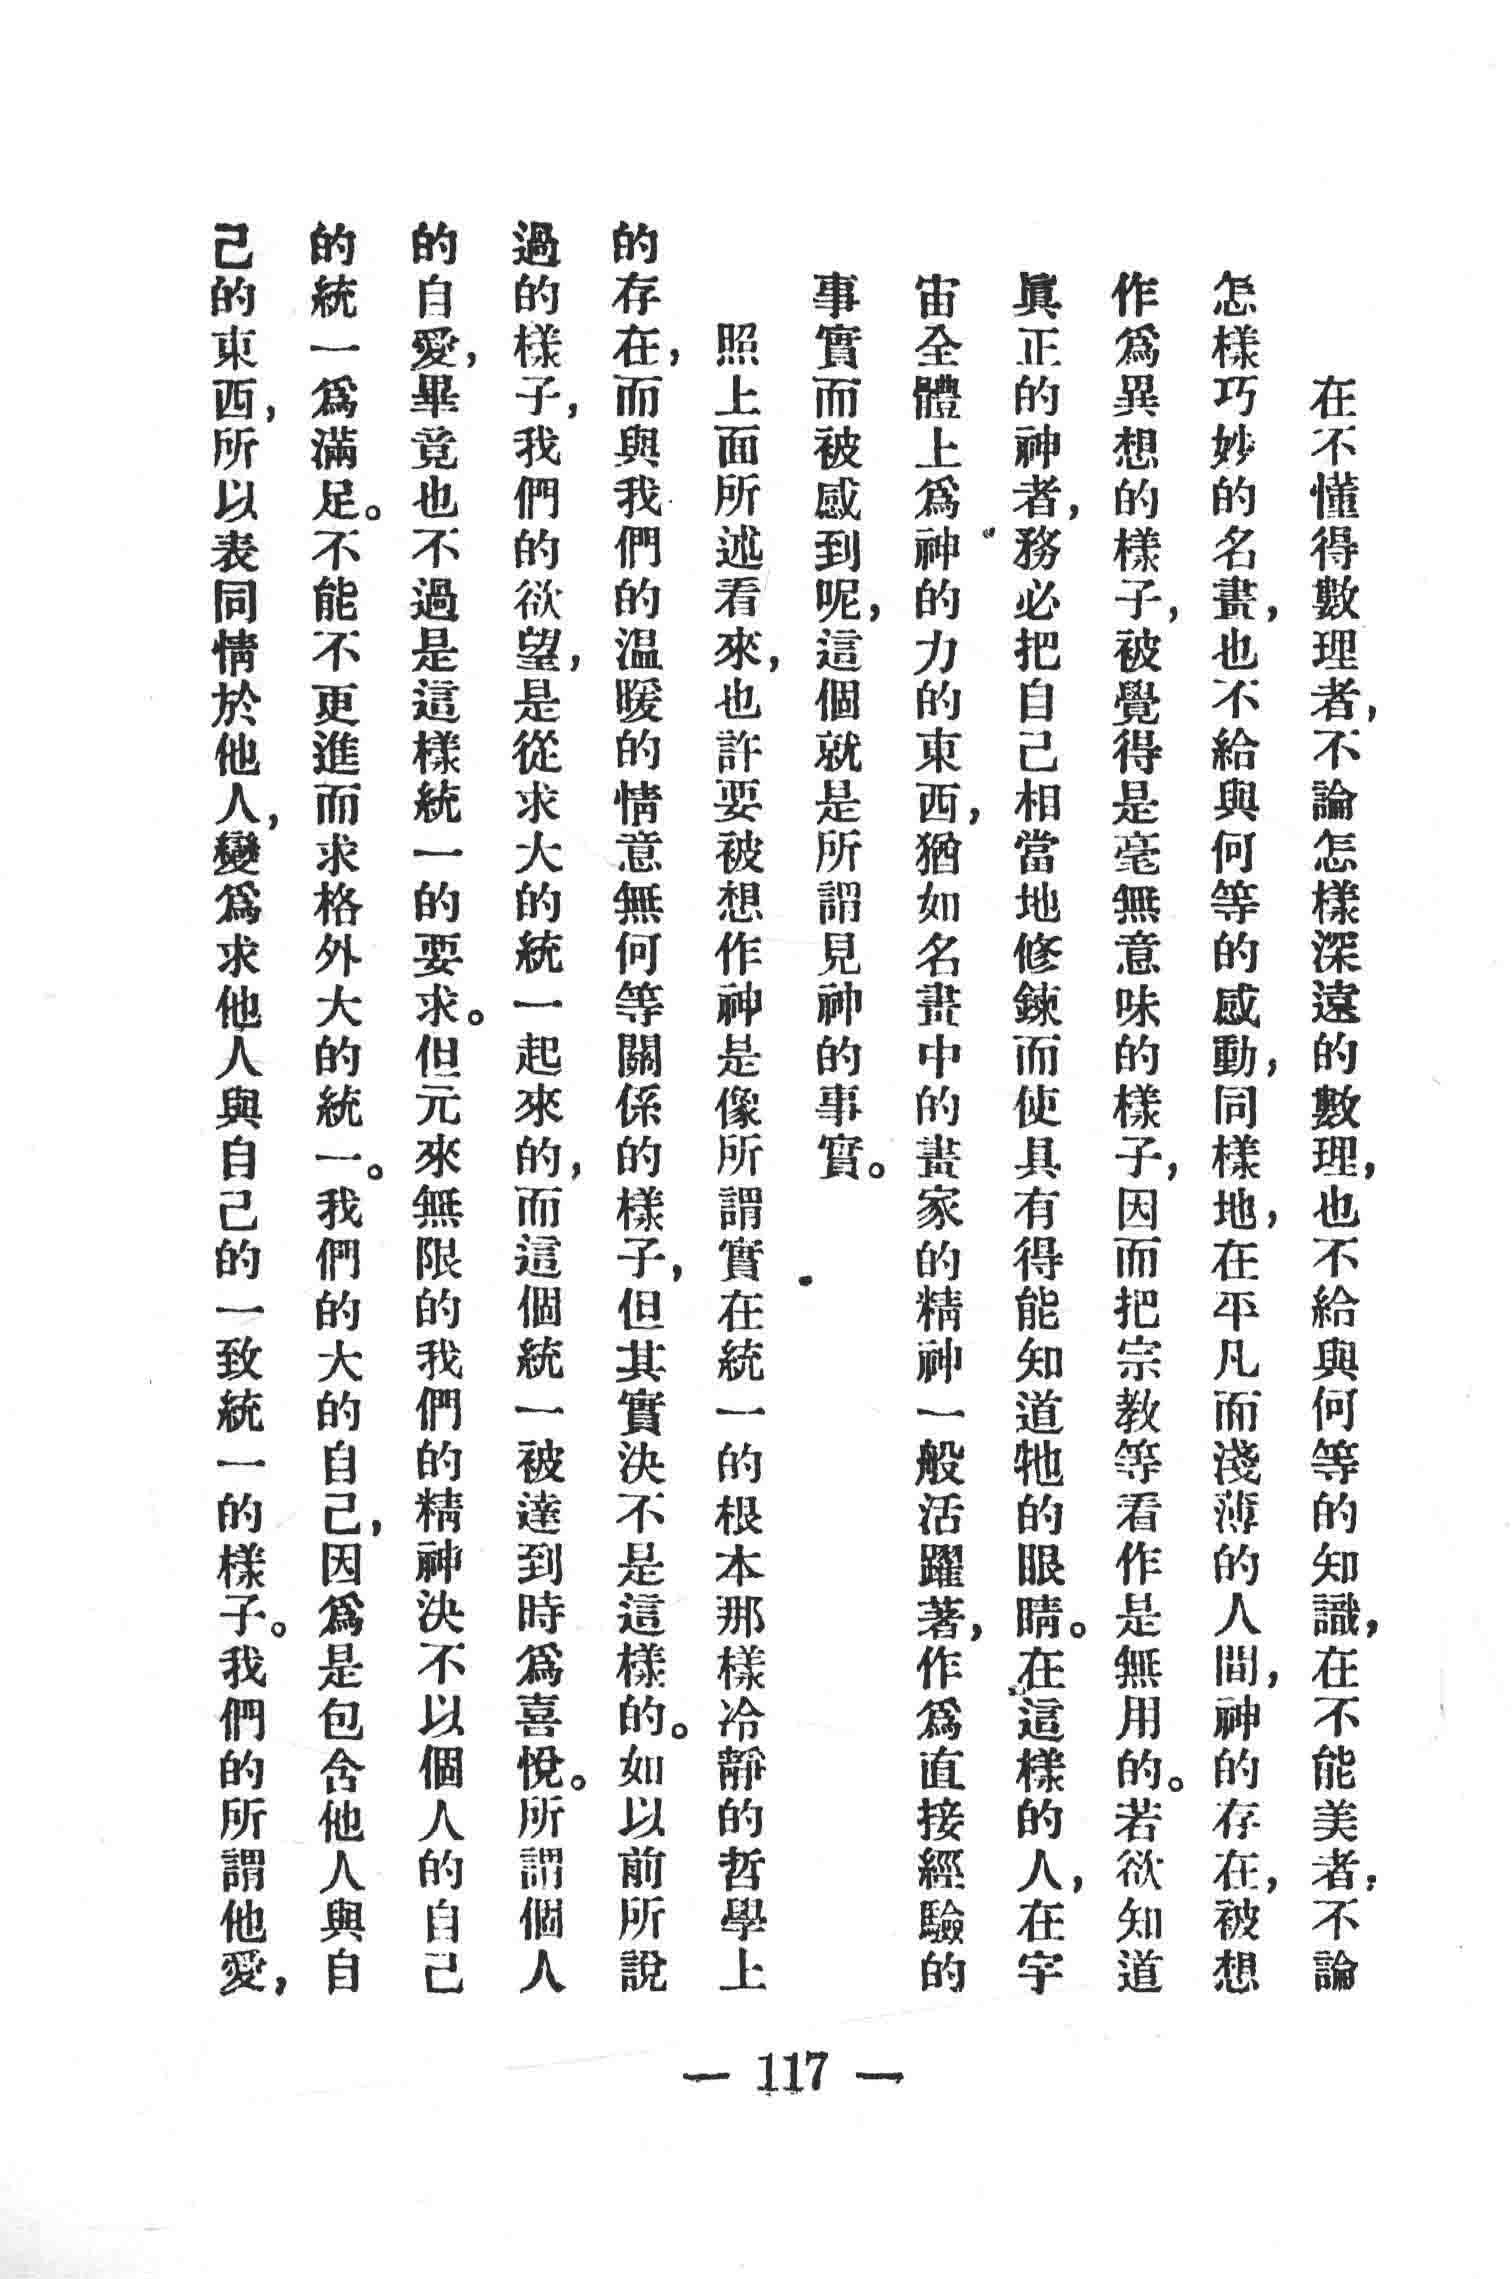 在不懂得數理者，不論怎樣深遠的數理，也不給與何等的知識，在不能美者，不論
怎樣巧妙的名畫，也不給與何等的感動，同樣地，在平凡而淺薄的人間，神的存在，被想
作爲異想的樣子，被覺得是毫無意味的樣子，因而把宗教等看作是無用的。若欲知道
眞正的神者，務必把自己相當地修鍊而使具有得能知道牠的眼睛。在這樣的人，在宇
宙全體上爲神的力的東西，猶如名畫中的畫家的精神一般活躍著，作爲直接經驗的
事實而被感到呢，這個就是所謂見神的事實。
照上面所述看來，也許要被想作神是像所謂實在統一的根本那樣冷靜的哲學上
的存在，而與我們的溫暖的情意無何等關係的樣子，但其實決不是這樣的。如以前所說
過的樣子，我們的欲望，是從求大的統一起來的，而這個統一被達到時爲喜悅。所謂個人
的自愛，畢竟也不過是這樣統一的要求。但元來無限的我們的精神決不以個人的自己
的統一爲滿足。不能不更進而求格外大的統一。我們的大的自己，因爲是包含他人與自
己的東西，所以表同情於他人，變爲求他人與自己的一致統一的樣子。我們的所謂他愛，
— 117 —